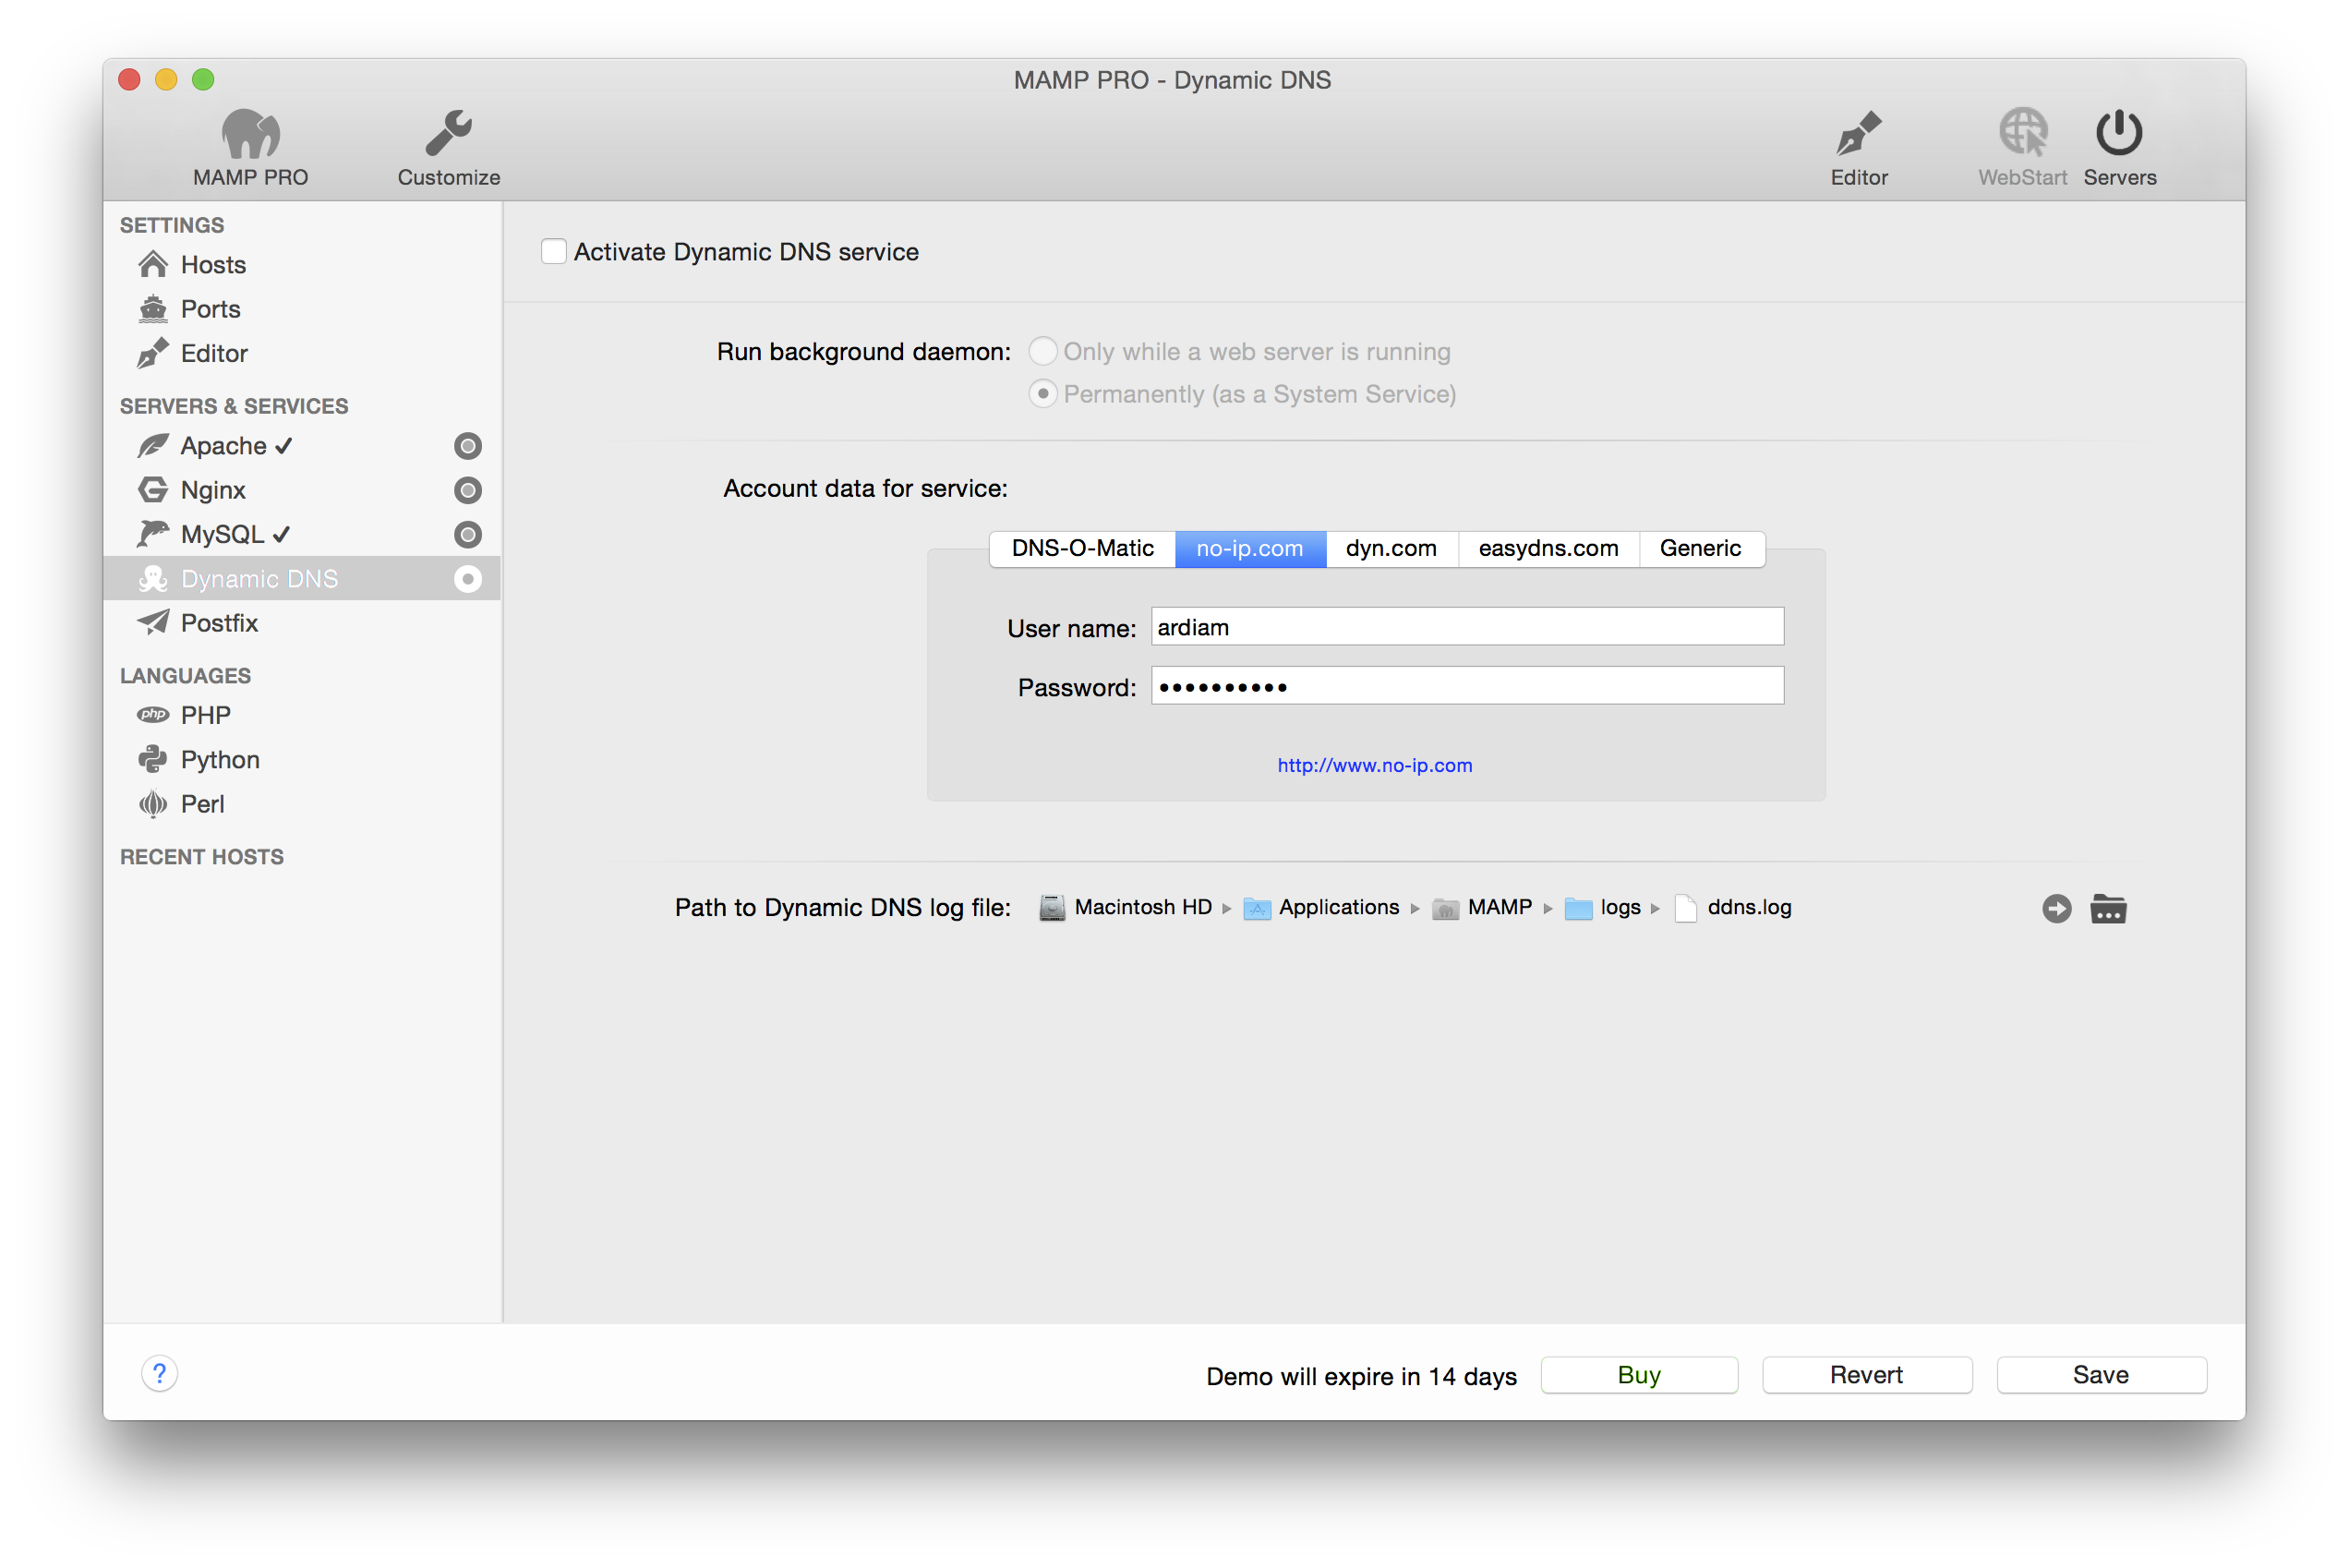 MAMP PRO - Dynamic DNS
MAMP PRO
Customize
Editor
WebStart
Servers
SETTINGS
Hosts
Ports
Editor
SERVERS & SERVICES
Apache ✓
Nginx
MySQL ✓
Dynamic DNS
Postfix
LANGUAGES
php PHP
Python
Perl
RECENT HOSTS
Activate Dynamic DNS service
Run background daemon: Only while a web server is running
Permanently (as a System Service)
Account data for service:
DNS-O-Matic no-ip.com dyn.com easydns.com Generic
User name: ardiam
Password: ••••••••••
http://www.no-ip.com
Path to Dynamic DNS log file: Macintosh HD ▸ Applications ▸ MAMP ▸ logs ▸ ddns.log
? Demo will expire in 14 days Buy Revert Save